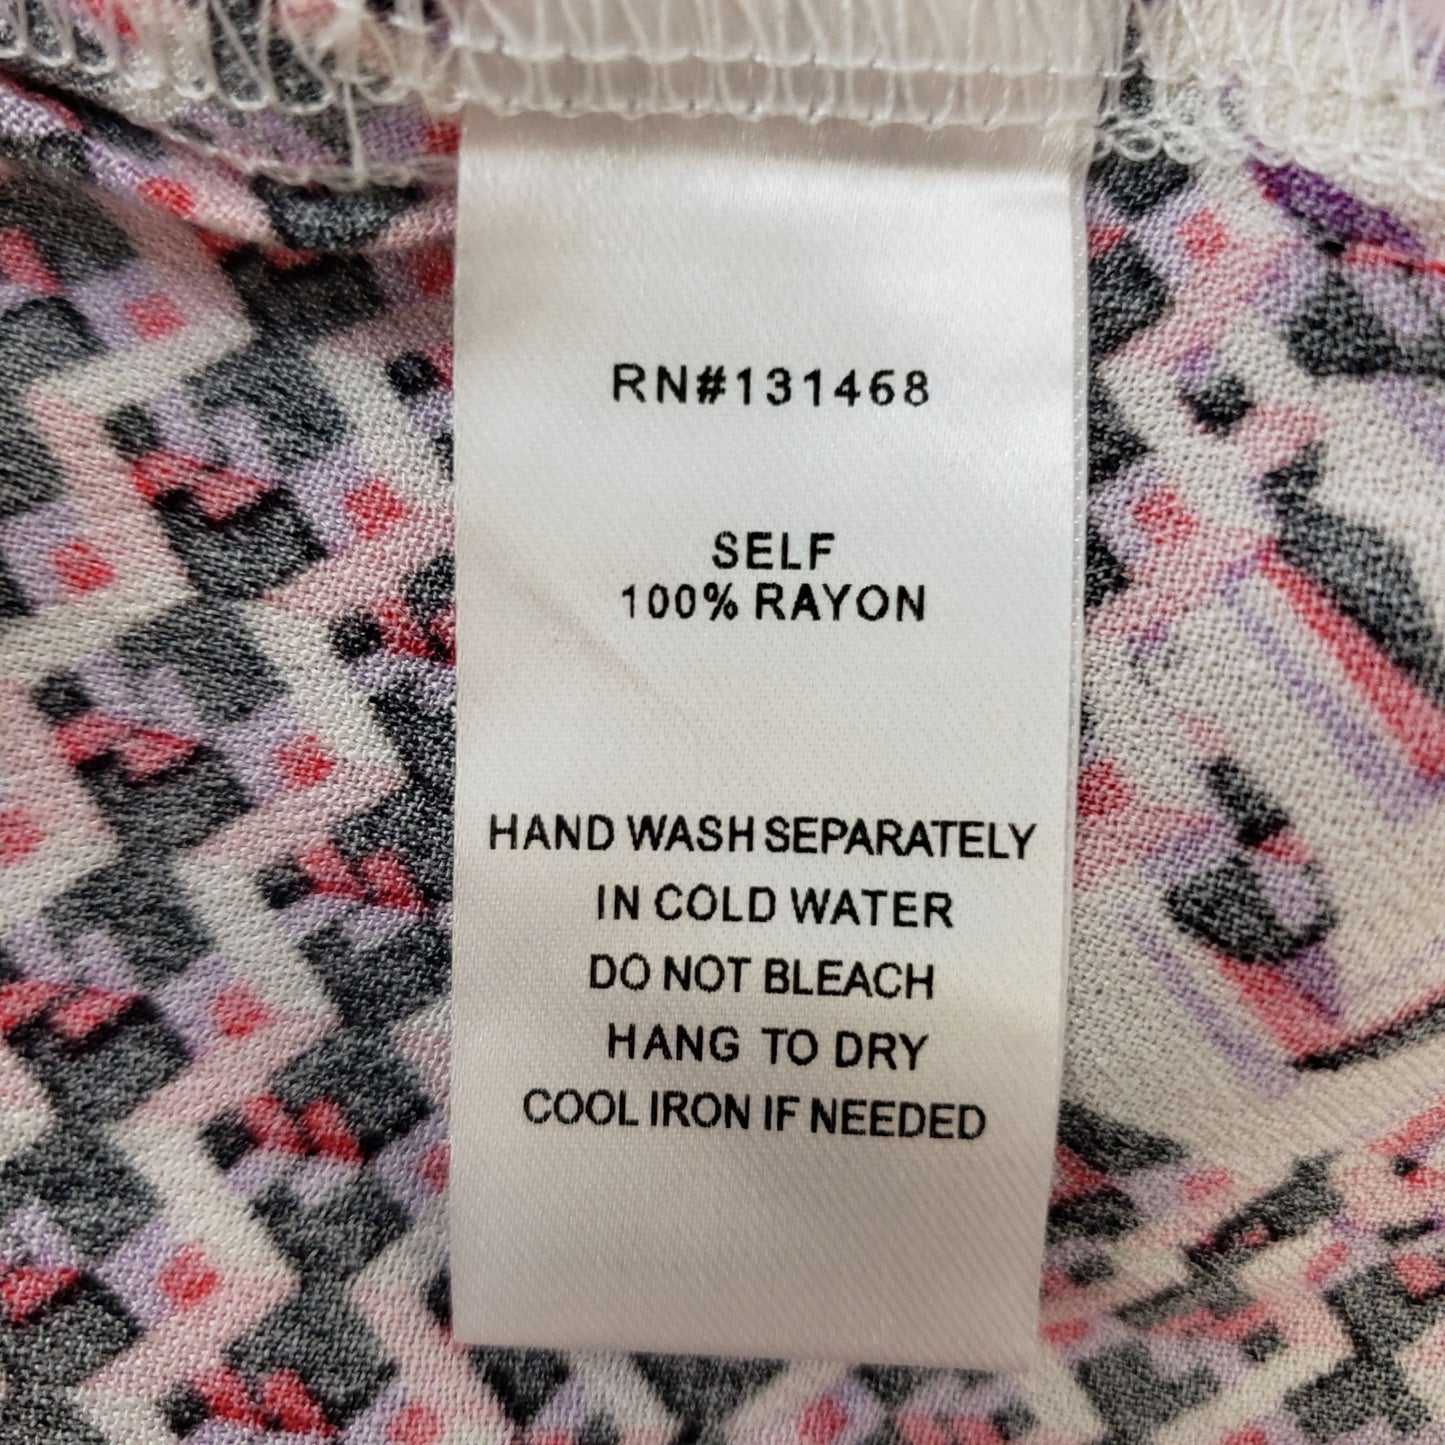 RN#131468
SELF
100% RAYON
HAND WASH SEPARATELY
IN COLD WATER
DO NOT BLEACH
HANG TO DRY
COOL IRON IF NEEDED